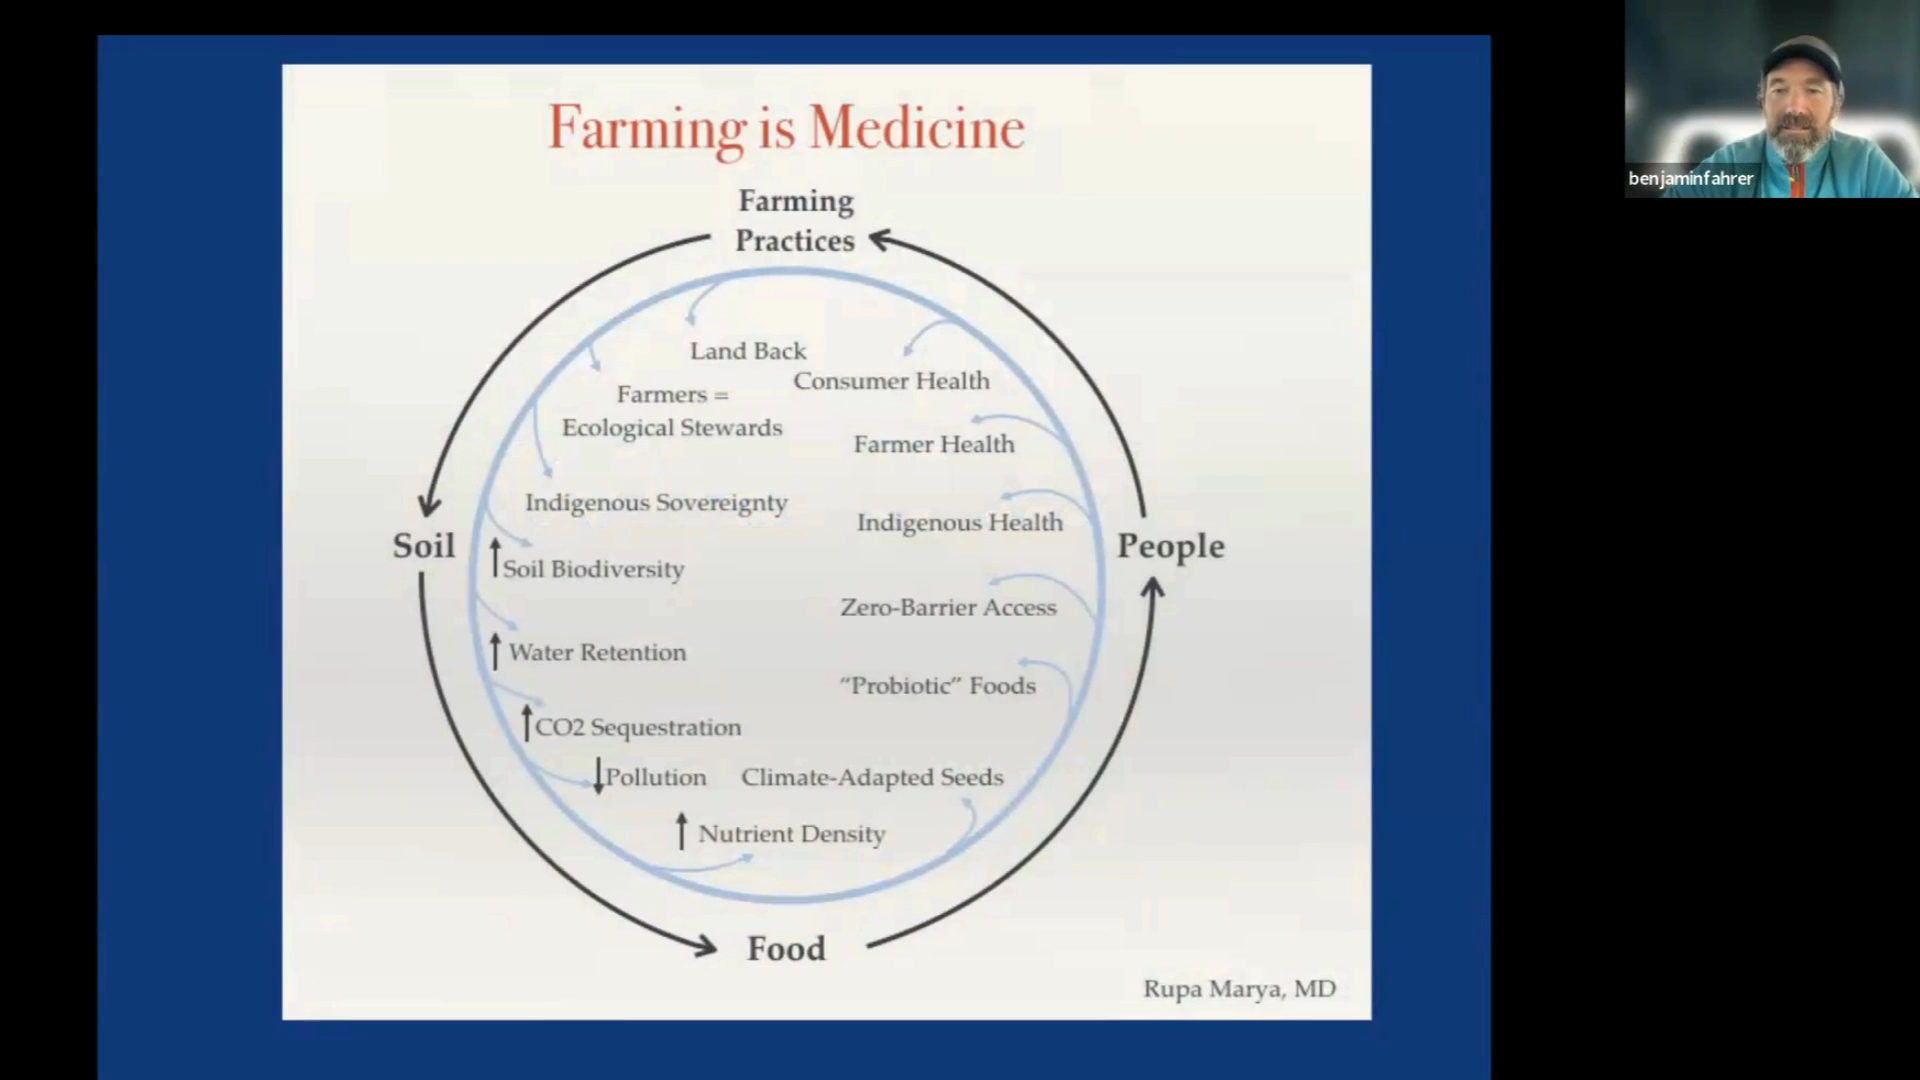 Farming is Medicine
Farming
Practices
Land Back
Consumer Health
Farmers =
Ecological Stewards
Farmer Health
Indigenous Sovereignty
Indigenous Health
Soil
People
↑Soil Biodiversity
Zero-Barrier Access
↑ Water Retention
“Probiotic” Foods
↑CO2 Sequestration
↓Pollution
Climate-Adapted Seeds
↑ Nutrient Density
Food
Rupa Marya, MD
benjaminfahrer